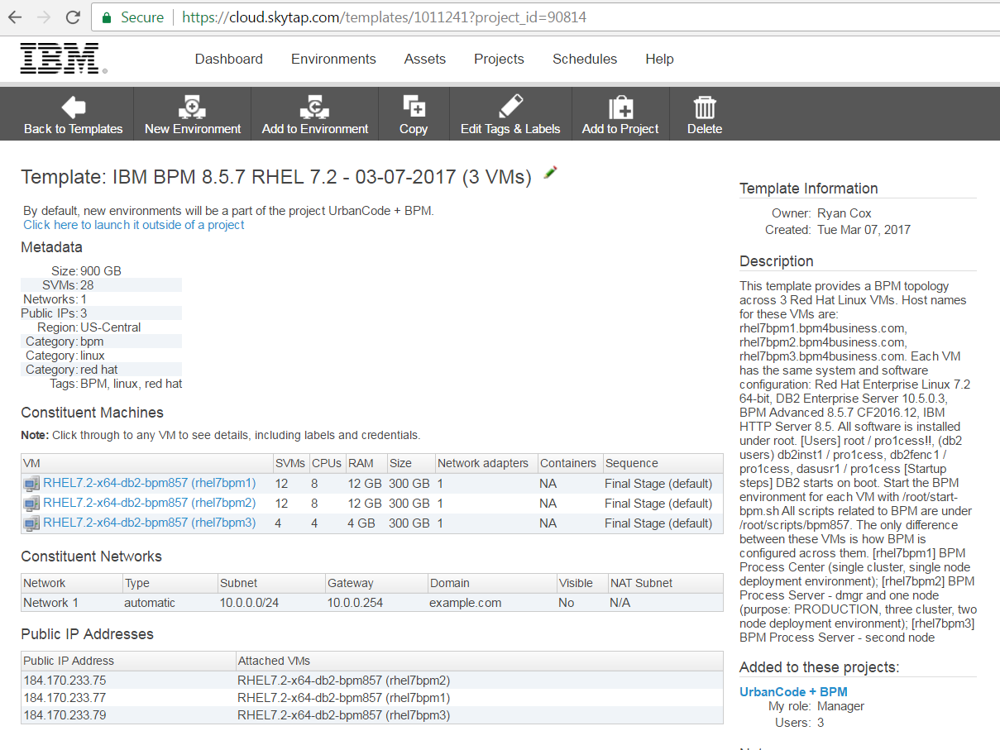 Secure https://cloud.skytap.com/templates/1011241?project_id=90814
IBM
Dashboard Environments Assets Projects Schedules Help
Back to Templates New Environment Add to Environment Copy Edit Tags & Labels Add to Project Delete
Template: IBM BPM 8.5.7 RHEL 7.2 - 03-07-2017 (3 VMs)
By default, new environments will be a part of the project UrbanCode + BPM.
Click here to launch it outside of a project
Metadata
Size: 900 GB
SVMs: 28
Networks: 1
Public IPs: 3
Region: US-Central
Category: bpm
Category: linux
Category: red hat
Tags: BPM, linux, red hat
Constituent Machines
Note: Click through to any VM to see details, including labels and credentials.
VM SVMs CPUs RAM Size Network adapters Containers Sequence
RHEL7.2-x64-db2-bpm857 (rhel7bpm1) 12 8 12 GB 300 GB 1 NA Final Stage (default)
RHEL7.2-x64-db2-bpm857 (rhel7bpm2) 12 8 12 GB 300 GB 1 NA Final Stage (default)
RHEL7.2-x64-db2-bpm857 (rhel7bpm3) 4 4 4 GB 300 GB 1 NA Final Stage (default)
Constituent Networks
Network Type Subnet Gateway Domain Visible NAT Subnet
Network 1 automatic 10.0.0.0/24 10.0.0.254 example.com No N/A
Public IP Addresses
Public IP Address Attached VMs
184.170.233.75 RHEL7.2-x64-db2-bpm857 (rhel7bpm2)
184.170.233.77 RHEL7.2-x64-db2-bpm857 (rhel7bpm1)
184.170.233.79 RHEL7.2-x64-db2-bpm857 (rhel7bpm3)
Template Information
Owner: Ryan Cox
Created: Tue Mar 07, 2017
Description
This template provides a BPM topology
across 3 Red Hat Linux VMs. Host names
for these VMs are:
rhel7bpm1.bpm4business.com,
rhel7bpm2.bpm4business.com,
rhel7bpm3.bpm4business.com. Each VM
has the same system and software
configuration: Red Hat Enterprise Linux 7.2
64-bit, DB2 Enterprise Server 10.5.0.3,
BPM Advanced 8.5.7 CF2016.12, IBM
HTTP Server 8.5. All software is installed
under root. [Users] root / pro1cess!!, (db2
users) db2inst1 / pro1cess, db2fenc1 /
pro1cess, dasusr1 / pro1cess [Startup
steps] DB2 starts on boot. Start the BPM
environment for each VM with /root/start-
bpm.sh All scripts related to BPM are under
/root/scripts/bpm857. The only difference
between these VMs is how BPM is
configured across them. [rhel7bpm1] BPM
Process Center (single cluster, single node
deployment environment); [rhel7bpm2] BPM
Process Server - dmgr and one node
(purpose: PRODUCTION, three cluster, two
node deployment environment); [rhel7bpm3]
BPM Process Server - second node
Added to these projects:
UrbanCode + BPM
My role: Manager
Users: 3